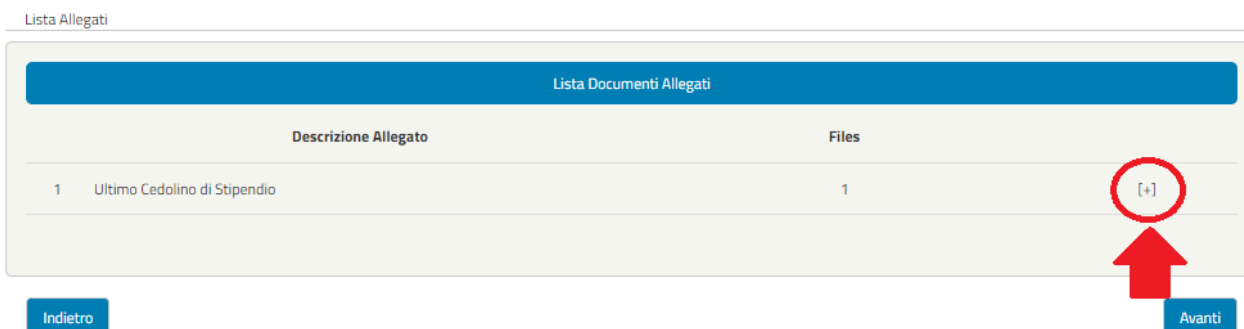 Lista Allegati
Lista Documenti Allegati
Descrizione Allegato Files
1 Ultimo Cedolino di Stipendio 1 [+]
Indietro Avanti